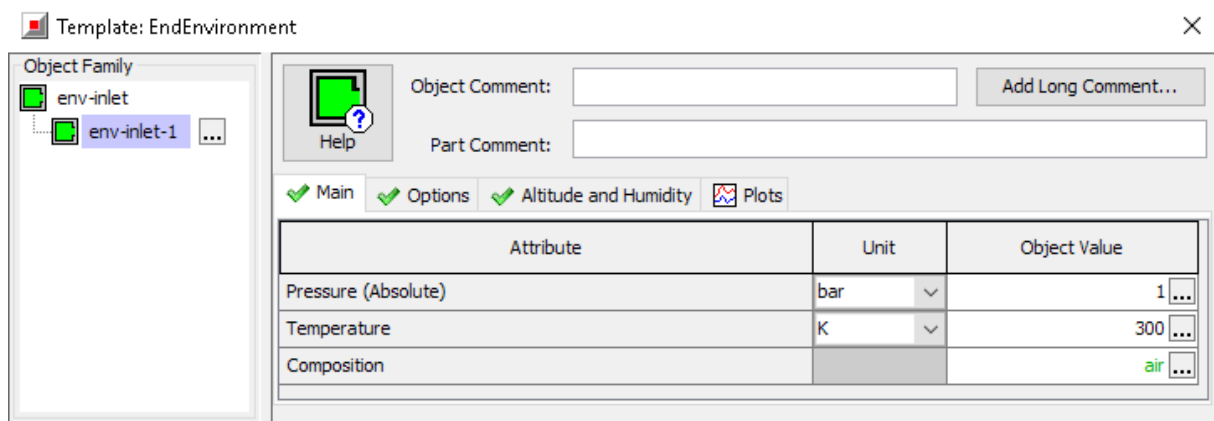 Template: EndEnvironment
Object Family
env-inlet
env-inlet-1 ...
Help
Object Comment:
Add Long Comment...
Part Comment:
Main Options Altitude and Humidity Plots
Attribute Unit Object Value
Pressure (Absolute) bar 1 ...
Temperature K 300 ...
Composition air ...